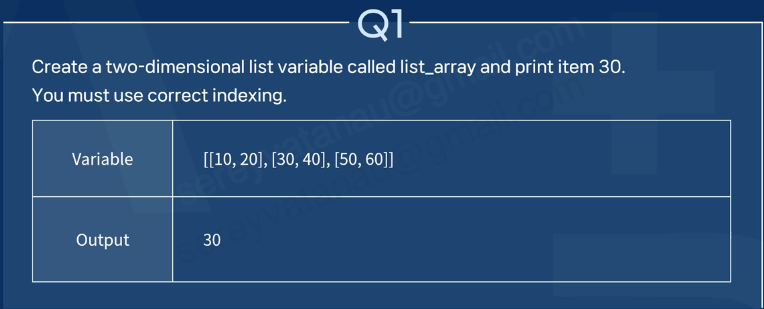 Q1
Create a two-dimensional list variable called list_array and print item 30.
You must use correct indexing.
Variable [[10, 20], [30, 40], [50, 60]]
Output 30